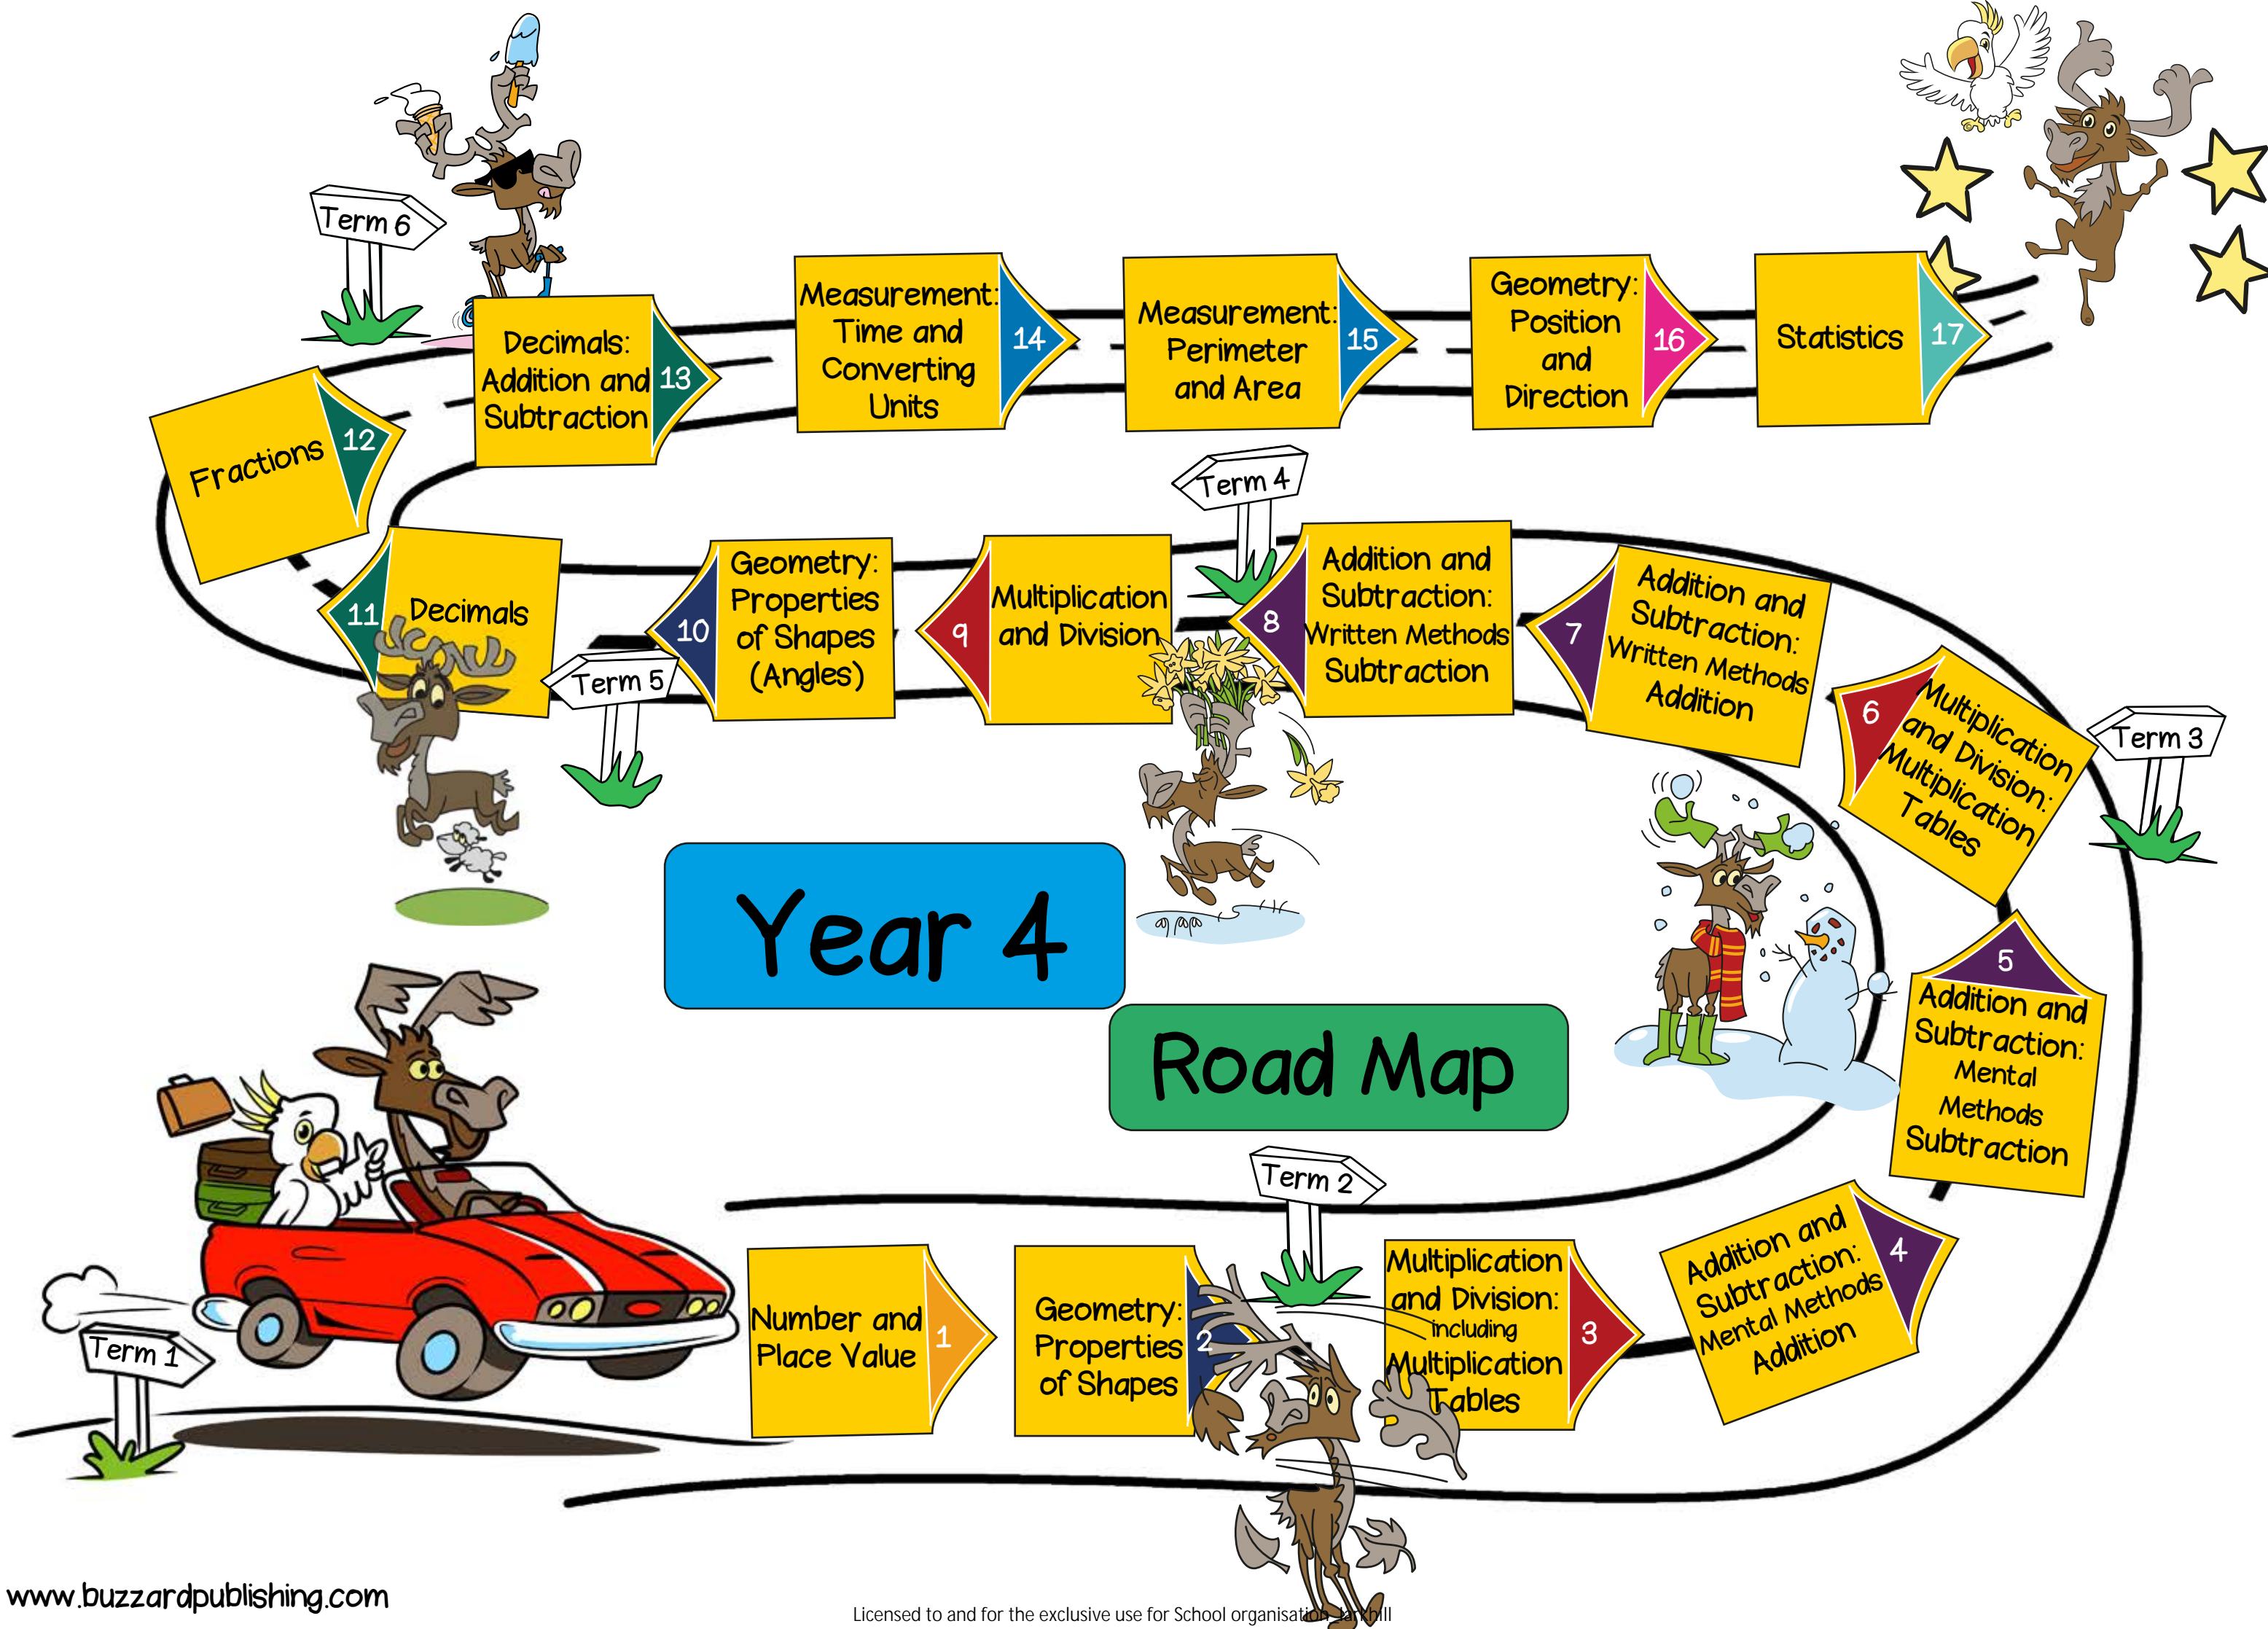 Year 4
Road Map
Term 1
Number and
Place Value
1
Geometry:
Properties
of Shapes
2
Term 2
Multiplication
and Division:
including
Multiplication
Tables
3
Addition and
Subtraction:
Mental Methods
Addition
4
Addition and
Subtraction:
Mental
Methods
Subtraction
5
Term 3
Multiplication
and Division:
Multiplication
Tables
6
Addition and
Subtraction:
Written Methods
Addition
7
Addition and
Subtraction:
Written Methods
Subtraction
8
Term 4
Multiplication
and Division
9
Geometry:
Properties
of Shapes
(Angles)
10
Term 5
Decimals
11
Fractions
12
Term 6
Decimals:
Addition and
Subtraction
13
Measurement:
Time and
Converting
Units
14
Measurement:
Perimeter
and Area
15
Geometry:
Position
and
Direction
16
Statistics
17
www.buzzardpublishing.com
Licensed to and for the exclusive use for School organisation